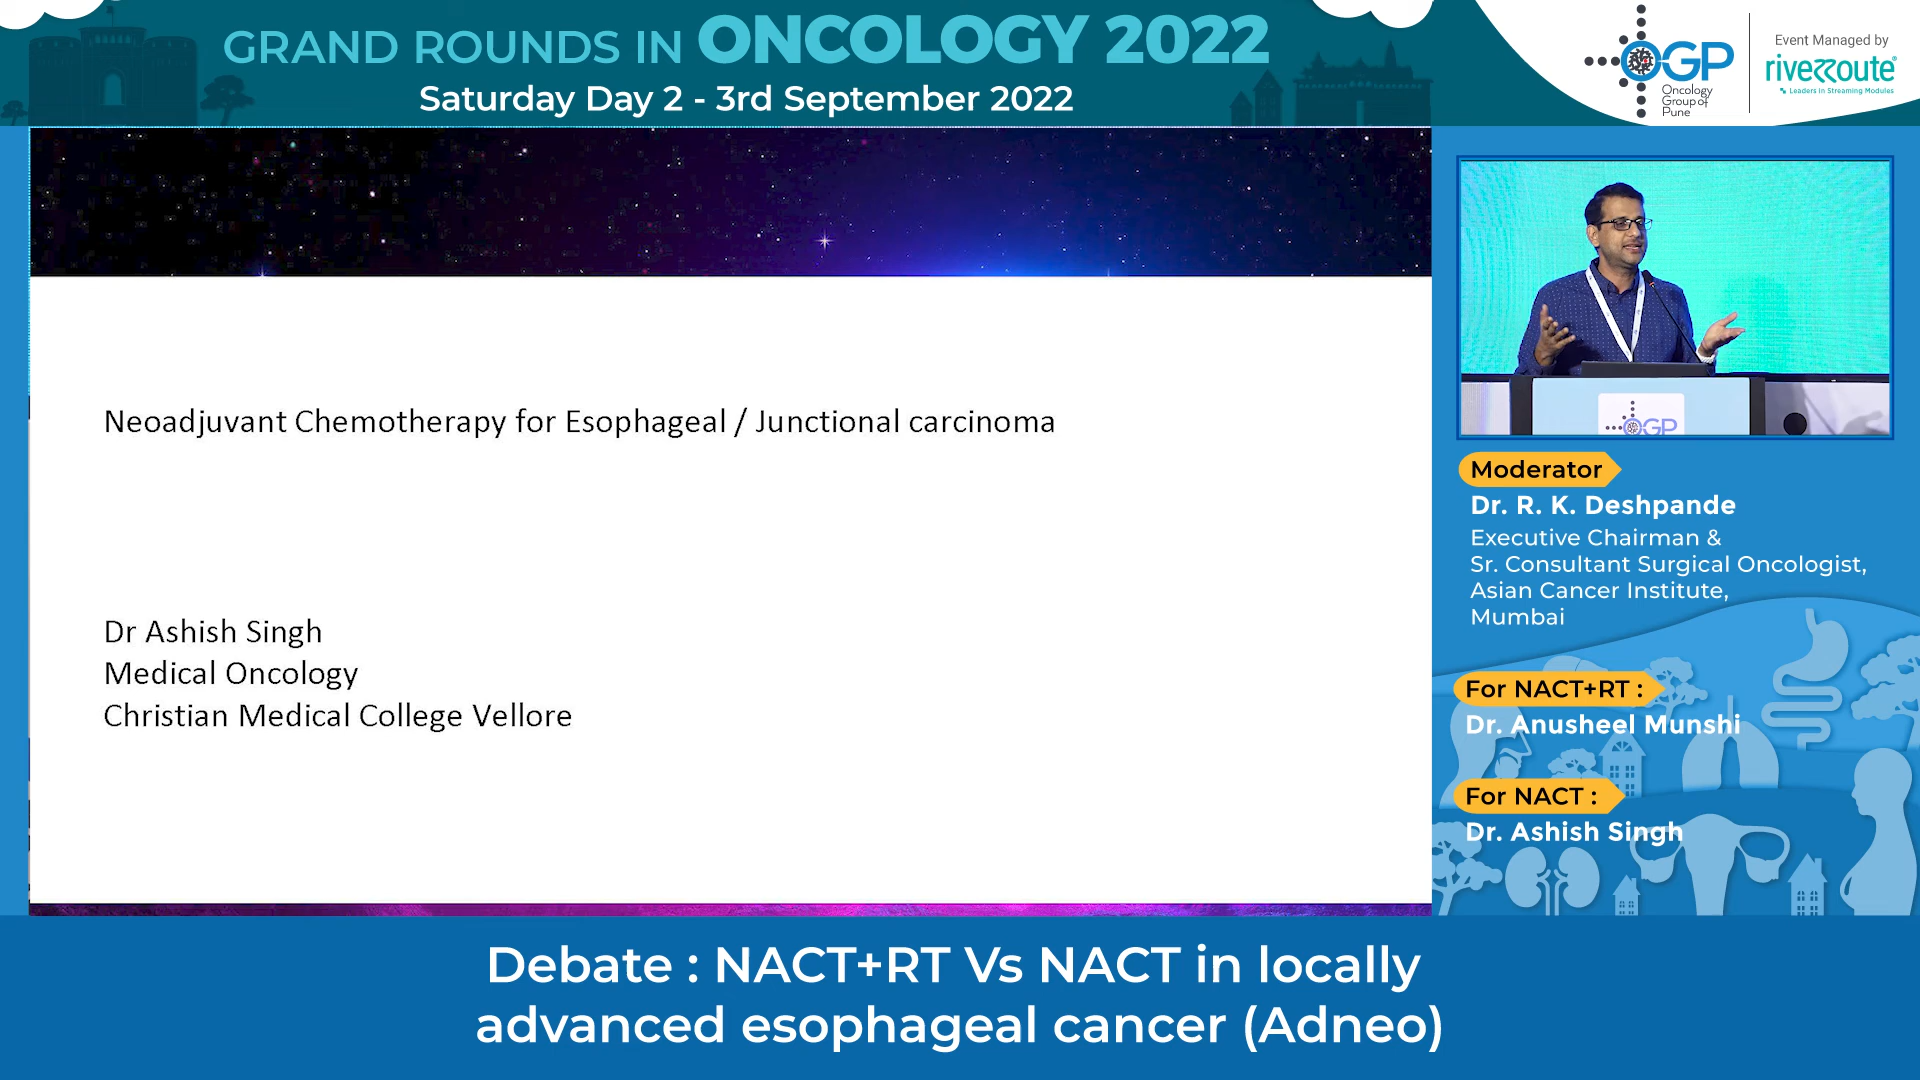 GRAND ROUNDS IN ONCOLOGY 2022
Saturday Day 2 - 3rd September 2022
OGP
Oncology
Group of
Pune
Event Managed by
riverroute
Leaders in Streaming Modules
Neoadjuvant Chemotherapy for Esophageal / Junctional carcinoma
Dr Ashish Singh
Medical Oncology
Christian Medical College Vellore
OGP
Moderator
Dr. R. K. Deshpande
Executive Chairman &
Sr. Consultant Surgical Oncologist,
Asian Cancer Institute,
Mumbai
For NACT+RT :
Dr. Anusheel Munshi
For NACT :
Dr. Ashish Singh
Debate : NACT+RT Vs NACT in locally
advanced esophageal cancer (Adneo)